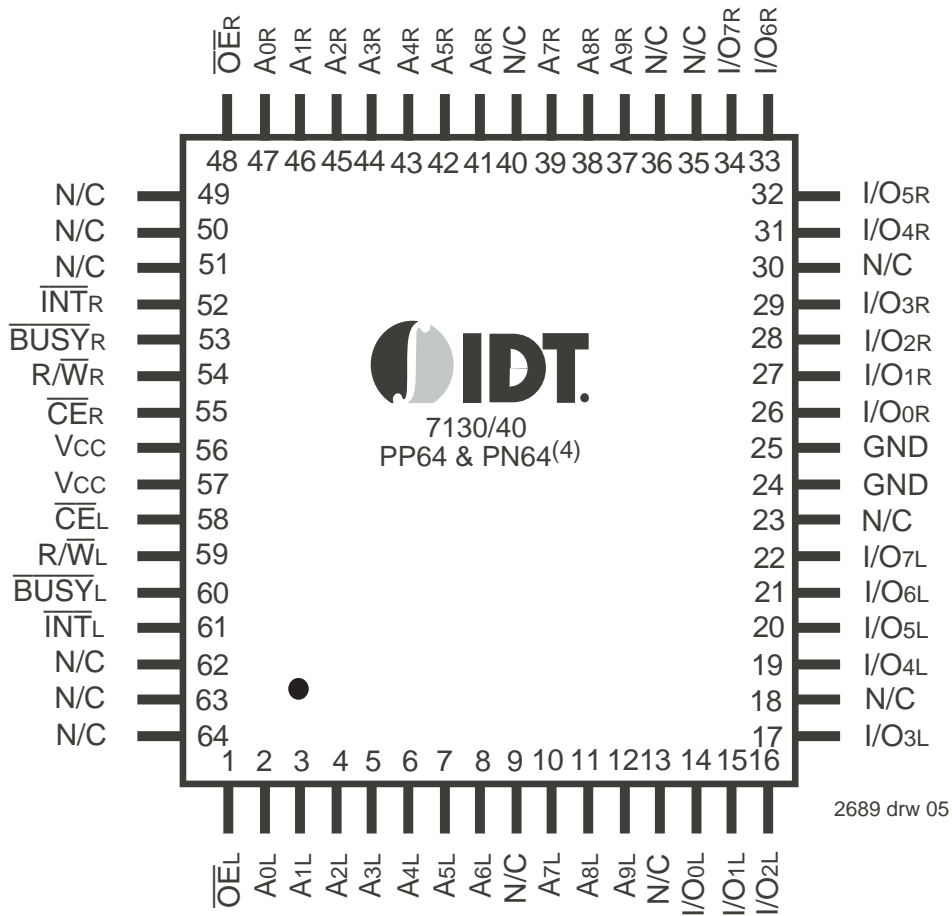 OER A0R A1R A2R A3R A4R A5R A6R N/C A7R A8R A9R N/C N/C I/O7R I/O6R
48 47 46 45 44 43 42 41 40 39 38 37 36 35 34 33
N/C 49 32 I/O5R
N/C 50 31 I/O4R
N/C 51 30 N/C
INTR 52 29 I/O3R
BUSYR 53 28 I/O2R
R/WR 54 27 I/O1R
CER 55 26 I/O0R
VCC 56 25 GND
VCC 57 24 GND
CEL 58 23 N/C
R/WL 59 22 I/O7L
BUSYL 60 21 I/O6L
INTL 61 20 I/O5L
N/C 62 19 I/O4L
N/C 63 18 N/C
N/C 64 17 I/O3L
IDT.
7130/40
PP64 & PN64(4)
1 2 3 4 5 6 7 8 9 10 11 12 13 14 15 16
OEL A0L A1L A2L A3L A4L A5L A6L N/C A7L A8L A9L N/C I/O0L I/O1L I/O2L
2689 drw 05